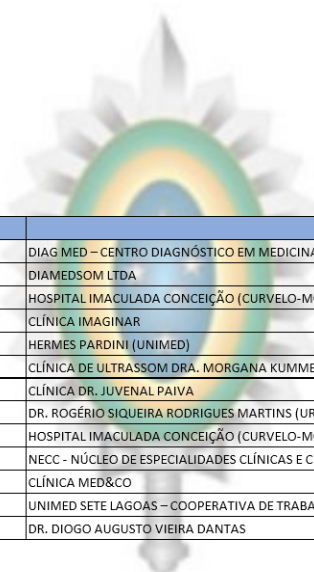 DIAG MED – CENTRO DIAGNÓSTICO EM MEDICINA
DIAMEDSOM LTDA
HOSPITAL IMACULADA CONCEIÇÃO (CURVELO-M
CLÍNICA IMAGINAR
HERMES PARDINI (UNIMED)
CLÍNICA DE ULTRASSOM DRA. MORGANA KUMME
CLÍNICA DR. JUVENAL PAIVA
DR. ROGÉRIO SIQUEIRA RODRIGUES MARTINS (UR
HOSPITAL IMACULADA CONCEIÇÃO (CURVELO-M
NECC - NÚCLEO DE ESPECIALIDADES CLÍNICAS E C
CLÍNICA MED&CO
UNIMED SETE LAGOAS – COOPERATIVA DE TRABA
DR. DIOGO AUGUSTO VIEIRA DANTAS